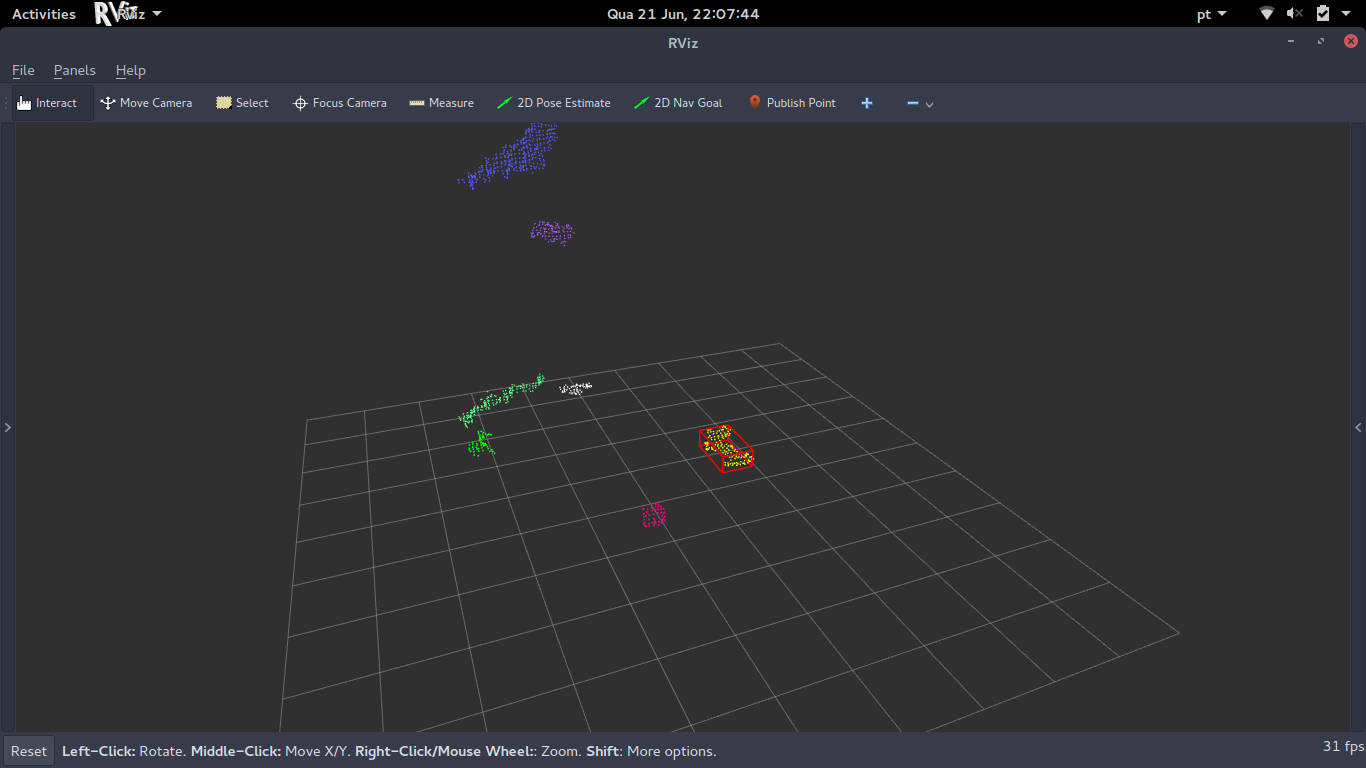 Activities RViz Qua 21 Jun, 22:07:44 pt
RViz
File Panels Help
Interact Move Camera Select Focus Camera Measure 2D Pose Estimate 2D Nav Goal Publish Point
Reset Left-Click: Rotate. Middle-Click: Move X/Y. Right-Click/Mouse Wheel:: Zoom. Shift: More options. 31 fps